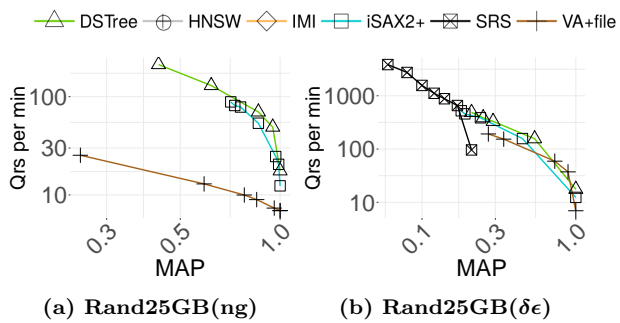 DSTree HNSW IMI iSAX2+ SRS VA+file
Qrs per min
100
30
10
0.3 0.5 1.0
MAP
(a) Rand25GB(ng)
Qrs per min
1000
100
10
0.1 0.3 1.0
MAP
(b) Rand25GB(δϵ)